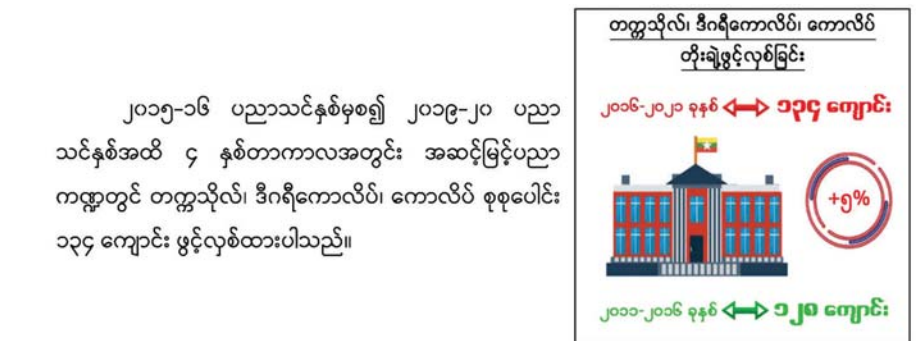 ၂၀၁၅-၁၆ ပညာသင်နှစ်မှစ၍ ၂၀၁၉-၂၀ ပညာ
သင်နှစ်အထိ ၄ နှစ်တာကာလအတွင်း အဆင့်မြင့်ပညာ
ကဏ္ဍတွင် တက္ကသိုလ်၊ ဒီဂရီကောလိပ်၊ ကောလိပ် စုစုပေါင်း
၁၃၄ ကျောင်း ဖွင့်လှစ်ထားပါသည်။
တက္ကသိုလ်၊ ဒီဂရီကောလိပ်၊ ကောလိပ်
တိုးချဲ့ဖွင့်လှစ်ခြင်း
၂၀၁၆-၂၀၂၁ ခုနှစ် ၁၃၄ ကျောင်း
+၅%
၂၀၁၁-၂၀၁၆ ခုနှစ် ၁၂၈ ကျောင်း